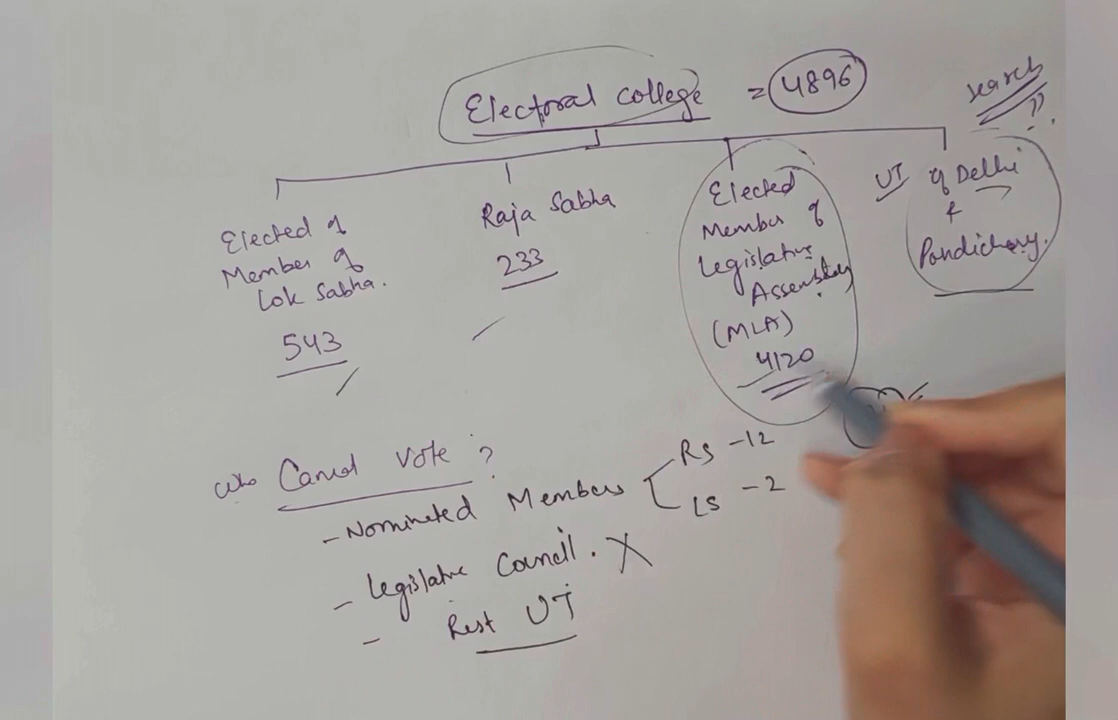 Electoral college = 4896
search
??
Elected of
Member of
Lok Sabha.
543
Raja Sabha
233
Elected
Member of
Legislative
Assembley
(MLA)
4120
UT of Delhi
&
Pondichery.
Who Cannot vote?
- Nominated Members
RS - 12
LS - 2
- Legislative Council. X
- Rest UT